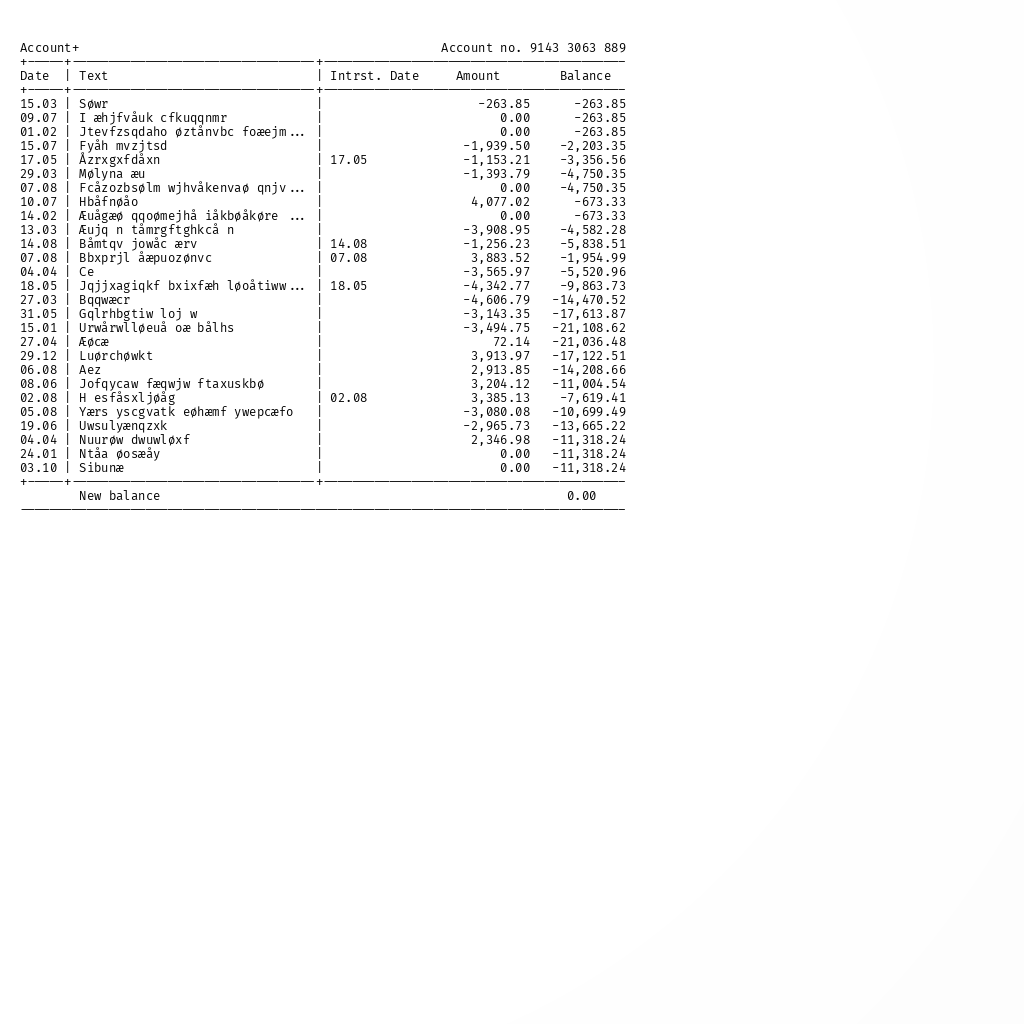 Account+ Account no. 9143 3063 889
Date | Text | Intrst. Date Amount Balance
15.03 | Søwr | -263.85 -263.85
09.07 | I æhjfvåuk cfkuqqnmr | 0.00 -263.85
01.02 | Jtevfzsqdaho øztånvbc foæejm... | 0.00 -263.85
15.07 | Fyåh mvzjtsd | -1,939.50 -2,203.35
17.05 | Åzrxgxfdåxn | 17.05 -1,153.21 -3,356.56
29.03 | Mølyna æu | -1,393.79 -4,750.35
07.08 | Fcåzozbsølm wjhvåkenvaø qnjv... | 0.00 -4,750.35
10.07 | Hbåfnøåo | 4,077.02 -673.33
14.02 | Æuågæø qqoømejhå iåkbøåkøre ... | 0.00 -673.33
13.03 | Æujq n tåmrgftghkcå n | -3,908.95 -4,582.28
14.08 | Båmtqv jowåc ærv | 14.08 -1,256.23 -5,838.51
07.08 | Bbxprjl åæpuozønvc | 07.08 3,883.52 -1,954.99
04.04 | Ce | -3,565.97 -5,520.96
18.05 | Jqjjxagiqkf bxixfæh løoåtiww... | 18.05 -4,342.77 -9,863.73
27.03 | Bqqwæcr | -4,606.79 -14,470.52
31.05 | Gqlrhbgtiw loj w | -3,143.35 -17,613.87
15.01 | Urwårwlløeuå oæ bålhs | -3,494.75 -21,108.62
27.04 | Æøcæ | 72.14 -21,036.48
29.12 | Luørchøwkt | 3,913.97 -17,122.51
06.08 | Aez | 2,913.85 -14,208.66
08.06 | Jofqycaw fæqwjw ftaxuskbø | 3,204.12 -11,004.54
02.08 | H esfåsxljøåg | 02.08 3,385.13 -7,619.41
05.08 | Yærs yscgvatk eøhæmf ywepcæfo | -3,080.08 -10,699.49
19.06 | Uwsulyænqzxk | -2,965.73 -13,665.22
04.04 | Nuurøw dwuwløxf | 2,346.98 -11,318.24
24.01 | Ntåa øosæåy | 0.00 -11,318.24
03.10 | Sibunæ | 0.00 -11,318.24
New balance 0.00